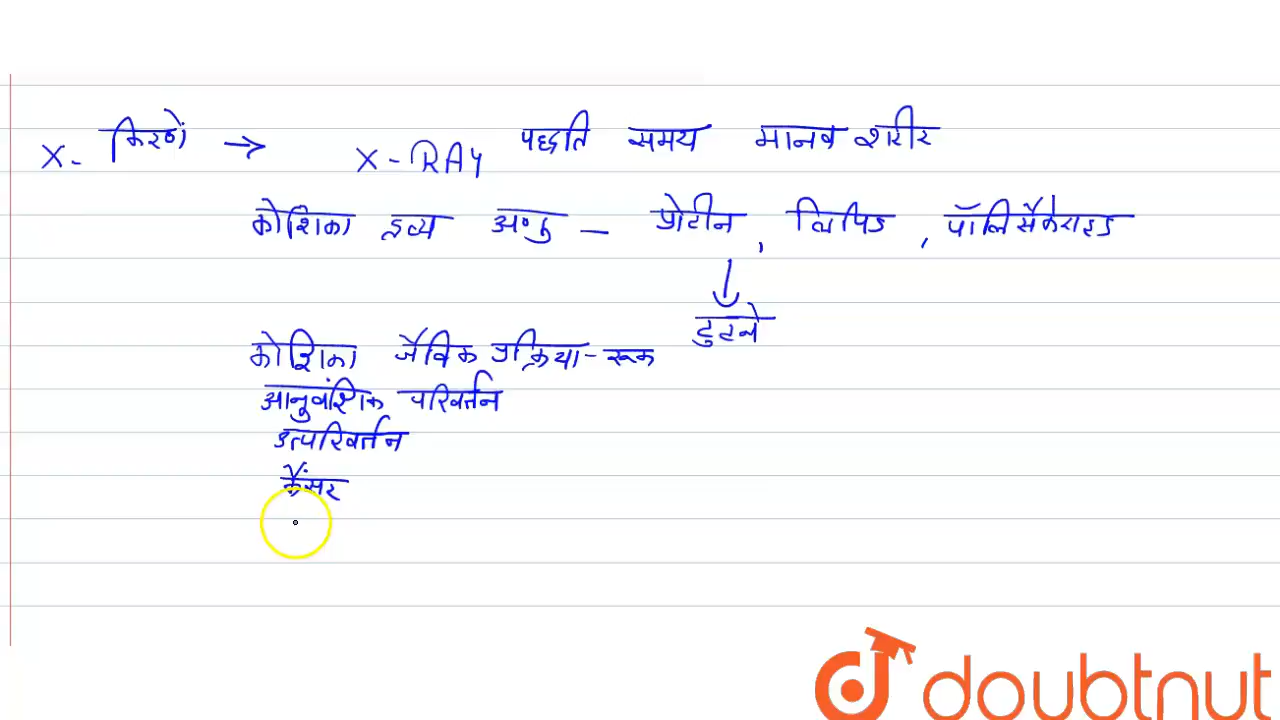 X- किरणों → X-RAY पद्धति समय मानव शरीर
कोशिका द्रव्य अणु – प्रोटीन, लिपिड, पॉलिसैकेराइड
↓
टुटने
कोशिका जैविक प्रक्रिया - रूक
आनुवंशिक परिवर्तन
उत्परिवर्तन
कैंसर
doubtnut